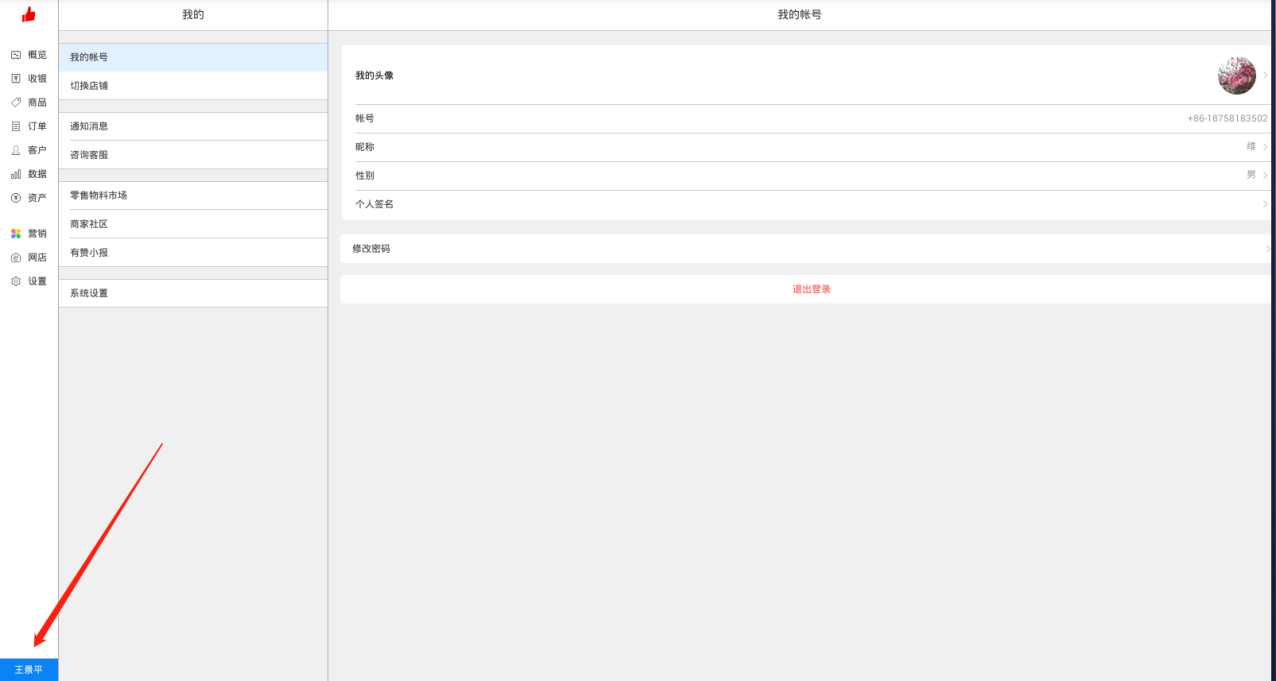 我的
我的帐号
概览
收银
商品
订单
客户
数据
资产
营销
网店
设置
王景平
我的帐号
切换店铺
通知消息
咨询客服
零售物料市场
商家社区
有赞小报
系统设置
我的头像
帐号 +86-18758183502
昵称 维
性别 男
个人签名
修改密码
退出登录